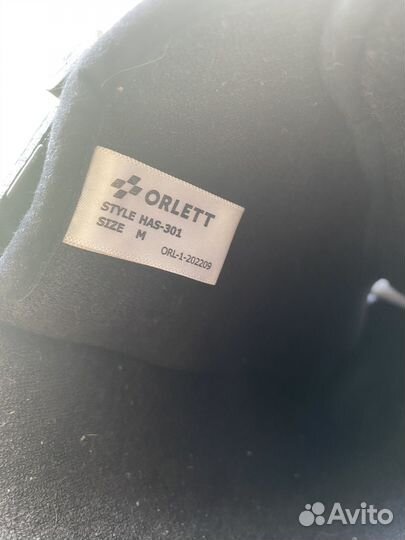 ORLETT
STYLE HAS-301
SIZE M
ORL-1-202209
Avito